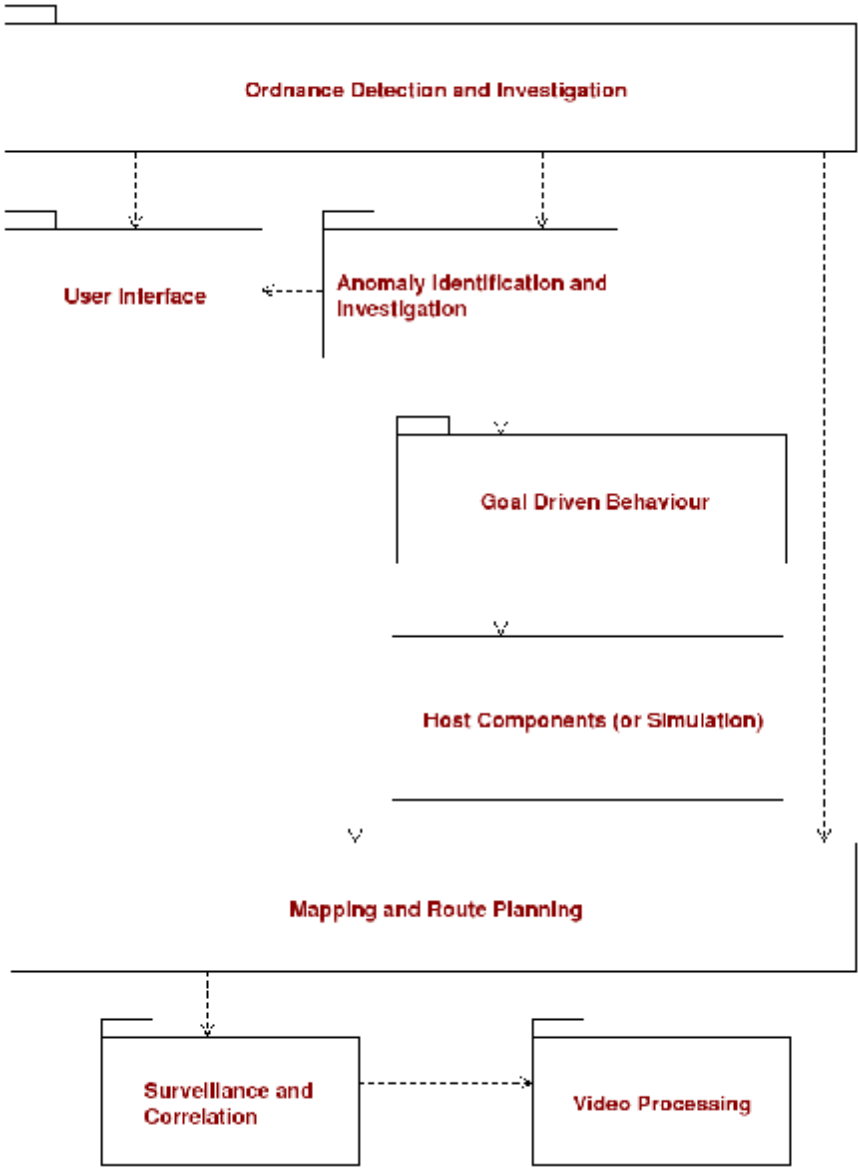 Ordnance Detection and Investigation
User Interface
Anomaly Identification and
Investigation
Goal Driven Behaviour
Host Components (or Simulation)
Mapping and Route Planning
Surveillance and
Correlation
Video Processing